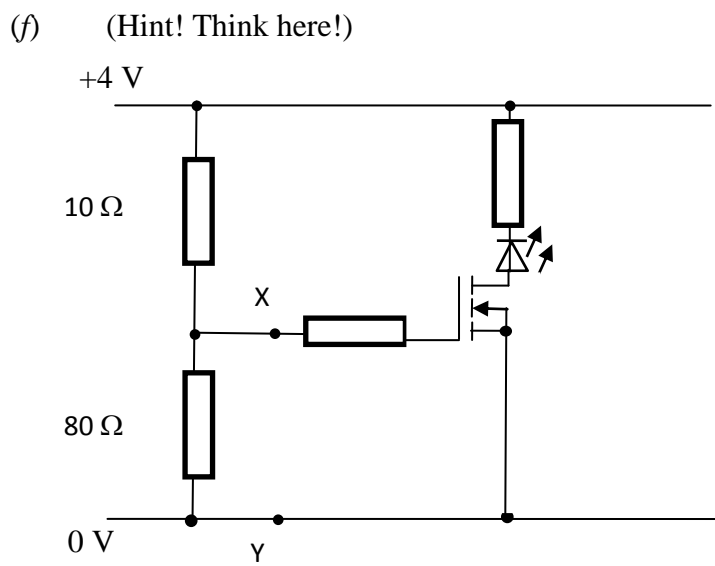 (f) (Hint! Think here!)
+4 V
10 Ω
X
80 Ω
0 V
Y